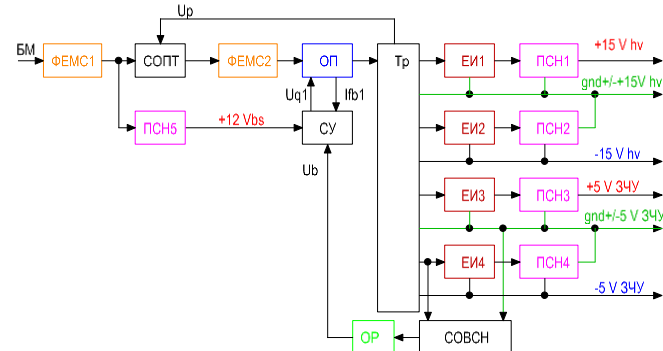 Up
БМ
ФЕМС1
СОПТ
ФЕМС2
ОП
Тр
ЕИ1
ПСН1
+15 V hv
gnd+/-+15V hv
Uq1
Ifb1
ПСН5
+12 Vbs
СУ
ЕИ2
ПСН2
-15 V hv
Ub
ЕИ3
ПСН3
+5 V ЗЧУ
gnd+/-5 V ЗЧУ
ЕИ4
ПСН4
-5 V ЗЧУ
ОР
СОВСН